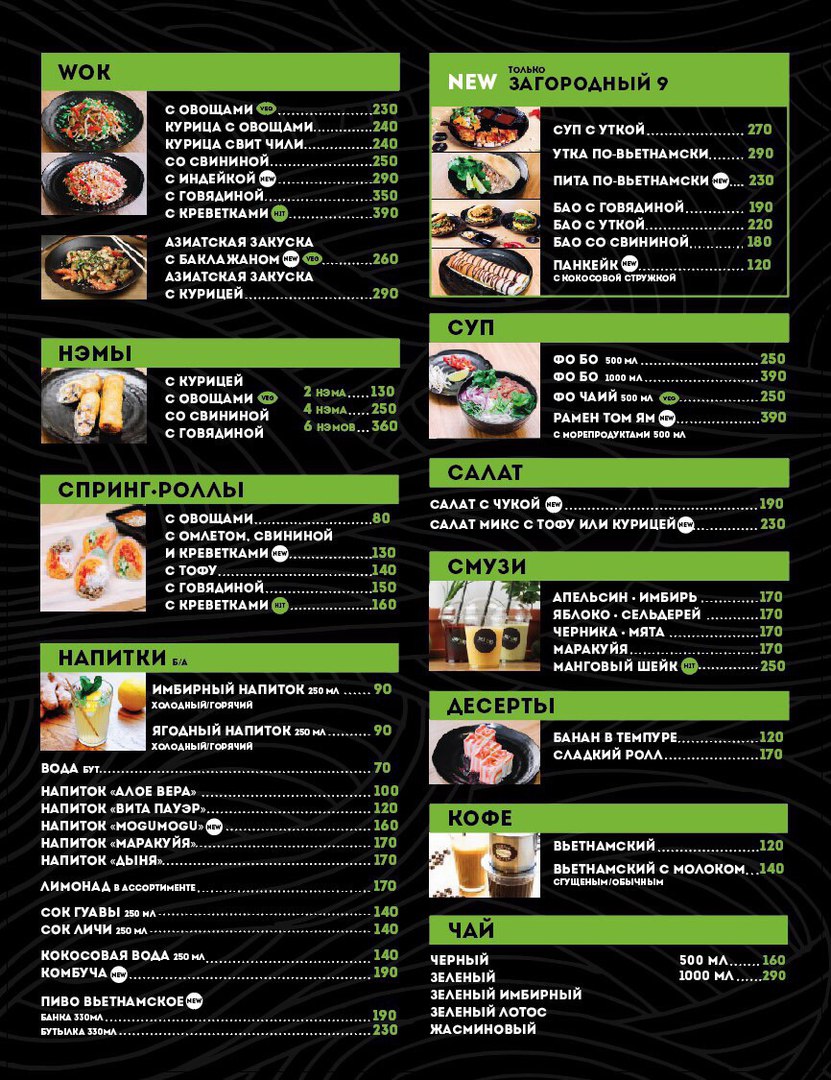 WOK
С ОВОЩАМИ VEG 230
КУРИЦА С ОВОЩАМИ 240
КУРИЦА СВИТ ЧИЛИ 240
СО СВИНИНОЙ 250
С ИНДЕЙКОЙ NEW 290
С ГОВЯДИНОЙ 350
С КРЕВЕТКАМИ HIT 390
АЗИАТСКАЯ ЗАКУСКА
С БАКЛАЖАНОМ NEW VEG 260
АЗИАТСКАЯ ЗАКУСКА
С КУРИЦЕЙ 290
НЭМЫ
С КУРИЦЕЙ
С ОВОЩАМИ VEG
СО СВИНИНОЙ
С ГОВЯДИНОЙ
2 НЭМА 130
4 НЭМА 250
6 НЭМОВ 360
СПРИНГ-РОЛЛЫ
С ОВОЩАМИ 80
С ОМЛЕТОМ, СВИНИНОЙ
И КРЕВЕТКАМИ NEW 130
С ТОФУ 140
С ГОВЯДИНОЙ 150
С КРЕВЕТКАМИ HIT 160
НАПИТКИ Б/А
ИМБИРНЫЙ НАПИТОК 250 МЛ 90
ХОЛОДНЫЙ/ГОРЯЧИЙ
ЯГОДНЫЙ НАПИТОК 250 МЛ 90
ХОЛОДНЫЙ/ГОРЯЧИЙ
ВОДА БУТ. 70
НАПИТОК «АЛОЕ ВЕРА» 100
НАПИТОК «ВИТА ПАУЭР» 120
НАПИТОК «MOGUMOGU» NEW 160
НАПИТОК «МАРАКУЙЯ» 170
НАПИТОК «ДЫНЯ» 170
ЛИМОНАД В АССОРТИМЕНТЕ 170
СОК ГУАВЫ 250 МЛ 140
СОК ЛИЧИ 250 МЛ 140
КОКОСОВАЯ ВОДА 250 МЛ 140
КОМБУЧА NEW 190
ПИВО ВЬЕТНАМСКОЕ NEW
БАНКА 330МЛ 190
БУТЫЛКА 330МЛ 230
NEW ТОЛЬКО
ЗАГОРОДНЫЙ 9
СУП С УТКОЙ 270
УТКА ПО-ВЬЕТНАМСКИ 290
ПИТА ПО-ВЬЕТНАМСКИ NEW 230
БАО С ГОВЯДИНОЙ 190
БАО С УТКОЙ 220
БАО СО СВИНИНОЙ 180
ПАНКЕЙК NEW 120
С КОКОСОВОЙ СТРУЖКОЙ
СУП
ФО БО 500 МЛ 250
ФО БО 1000 МЛ 390
ФО ЧАЙ 500 МЛ VEG 250
РАМЕН ТОМ ЯМ NEW 390
С МОРЕПРОДУКТАМИ 500 МЛ
САЛАТ
САЛАТ С ЧУКОЙ NEW 190
САЛАТ МИКС С ТОФУ ИЛИ КУРИЦЕЙ NEW 230
СМУЗИ
АПЕЛЬСИН • ИМБИРЬ 170
ЯБЛОКО • СЕЛЬДЕРЕЙ 170
ЧЕРНИКА • МЯТА 170
МАРАКУЙЯ 170
МАНГОВЫЙ ШЕЙК HIT 250
ДЕСЕРТЫ
БАНАН В ТЕМПУРЕ 120
СЛАДКИЙ РОЛЛ 170
КОФЕ
ВЬЕТНАМСКИЙ 120
ВЬЕТНАМСКИЙ С МОЛОКОМ 140
СГУЩЕНЫМ/ОБЫЧНЫМ
ЧАЙ
ЧЕРНЫЙ 500 МЛ 160
ЗЕЛЕНЫЙ 1000 МЛ 290
ЗЕЛЕНЫЙ ИМБИРНЫЙ
ЗЕЛЕНЫЙ ЛОТОС
ЖАСМИНОВЫЙ